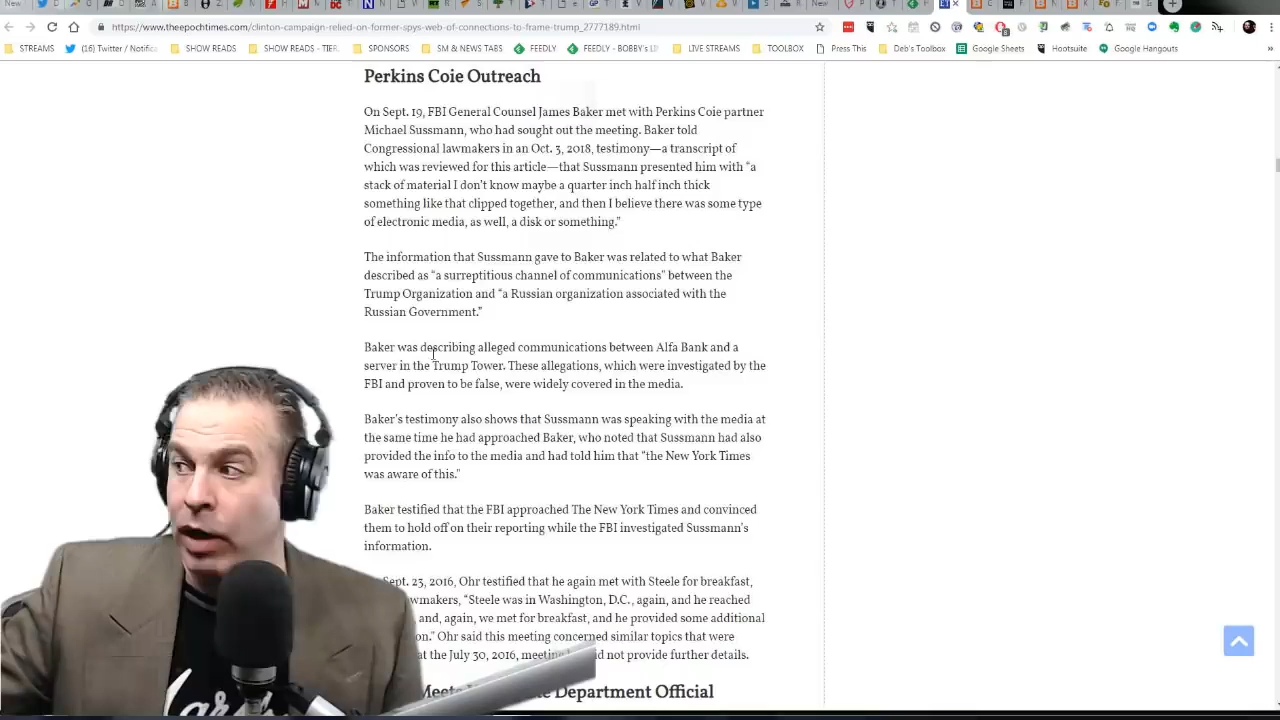 New
https://www.theepochtimes.com/clinton-campaign-relied-on-former-spys-web-of-connections-to-frame-trump_2777189.html
STREAMS (16) Twitter / Notific SHOW READS SHOW READS - TIER SPONSORS SM & NEWS TABS FEEDLY FEEDLY - BOBBY'S LIVE STREAMS TOOLBOX Press This Deb's Toolbox Google Sheets Hootsuite Google Hangouts
Perkins Coie Outreach
On Sept. 19, FBI General Counsel James Baker met with Perkins Coie partner
Michael Sussmann, who had sought out the meeting. Baker told
Congressional lawmakers in an Oct. 3, 2018, testimony—a transcript of
which was reviewed for this article—that Sussmann presented him with “a
stack of material I don’t know maybe a quarter inch half inch thick
something like that clipped together, and then I believe there was some type
of electronic media, as well, a disk or something.”
The information that Sussmann gave to Baker was related to what Baker
described as “a surreptitious channel of communications” between the
Trump Organization and “a Russian organization associated with the
Russian Government.”
Baker was describing alleged communications between Alfa Bank and a
server in the Trump Tower. These allegations, which were investigated by the
FBI and proven to be false, were widely covered in the media.
Baker’s testimony also shows that Sussmann was speaking with the media at
the same time he had approached Baker, who noted that Sussmann had also
provided the info to the media and had told him that “the New York Times
was aware of this.”
Baker testified that the FBI approached The New York Times and convinced
them to hold off on their reporting while the FBI investigated Sussmann’s
information.
Sept. 23, 2016, Ohr testified that he again met with Steele for breakfast,
“Steele was in Washington, D.C., again, and he reached
and, again, we met for breakfast, and he provided some additional
Ohr said this meeting concerned similar topics that were
at the July 30, 2016, not provide further details.
Department Official